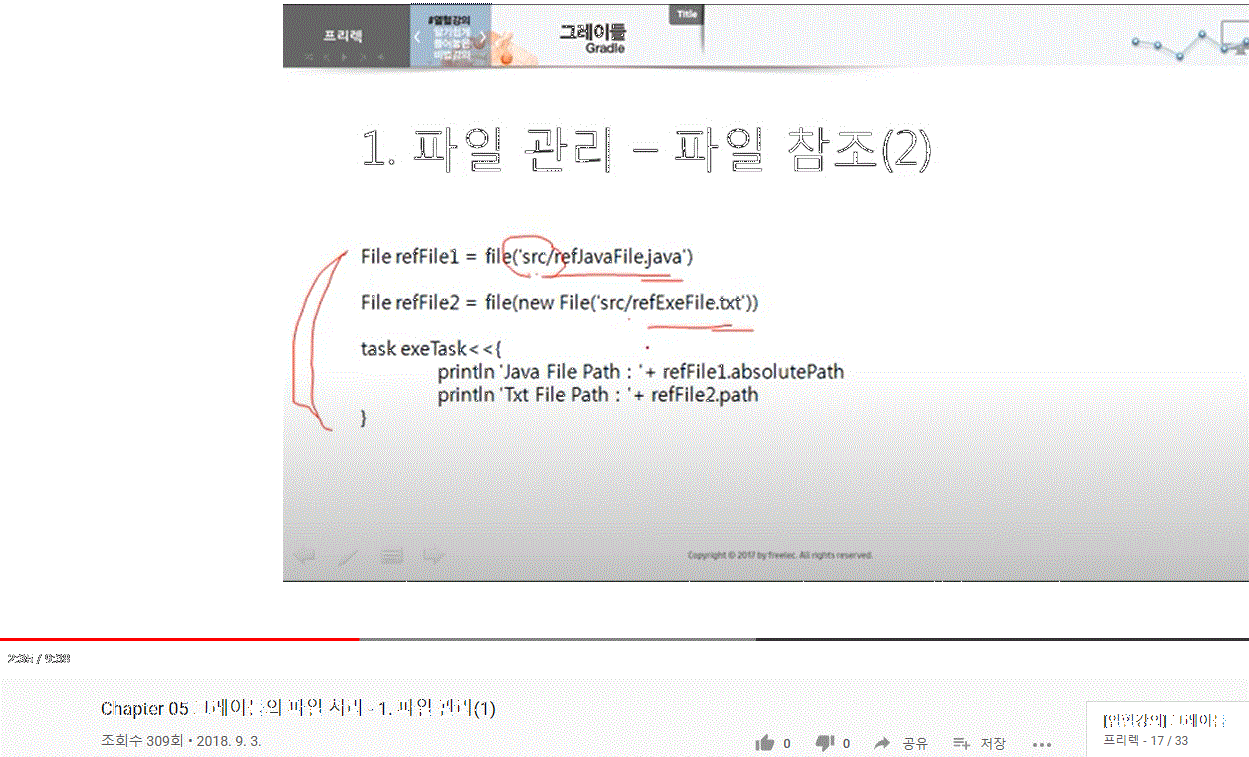 프리렉
#열혈강의
Title
그레이들
Gradle
1. 파일 관리 – 파일 참조(2)
File refFile1 = file('src/refJavaFile.java')
File refFile2 = file(new File('src/refExeFile.txt'))
task exeTask<<{
println 'Java File Path : '+ refFile1.absolutePath
println 'Txt File Path : '+ refFile2.path
}
Copyright © 2017 by freelec. All rights reserved.
/ 9:38
Chapter 05 그레이들의 파일 처리 - 1. 파일 관리(1)
조회수 309회 • 2018. 9. 3.
0
0
공유
저장
[열혈강의] 그레이들
프리렉 - 17 / 33